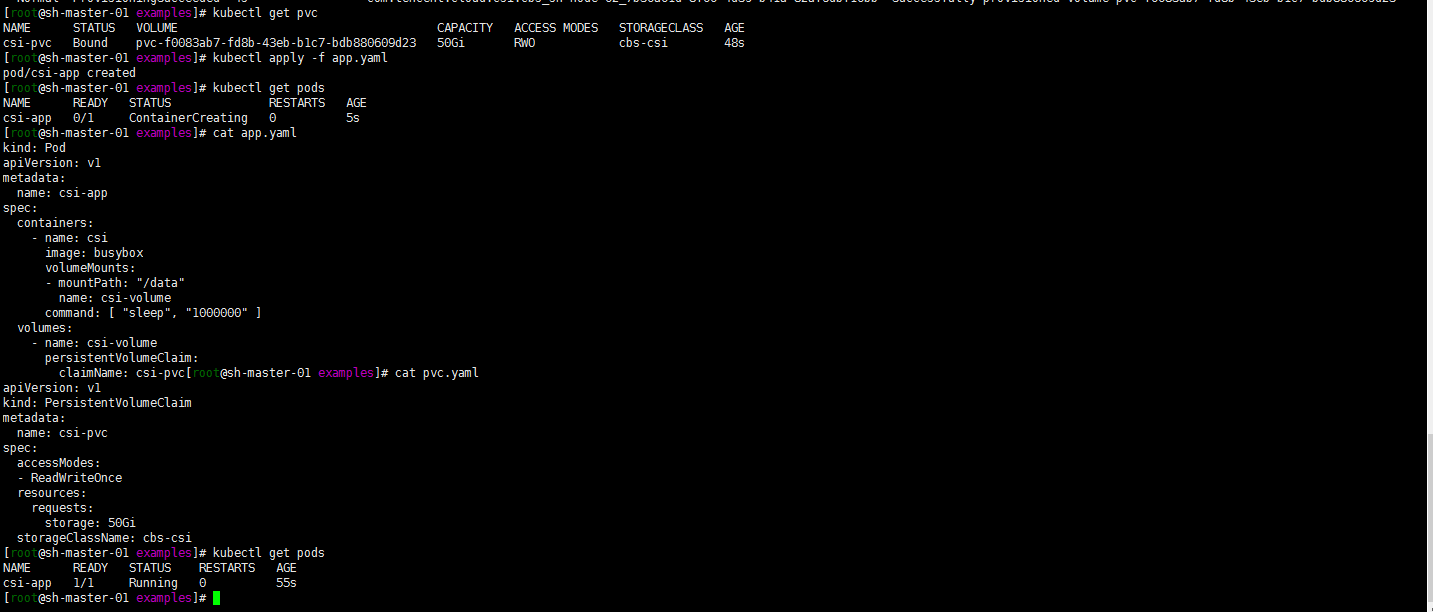 [root@sh-master-01 examples]# kubectl get pvc
NAME      STATUS   VOLUME                                     CAPACITY   ACCESS MODES   STORAGECLASS   AGE
csi-pvc   Bound    pvc-f0083ab7-fd8b-43eb-b1c7-bdb880609d23   50Gi       RWO            cbs-csi        48s
[root@sh-master-01 examples]# kubectl apply -f app.yaml
pod/csi-app created
[root@sh-master-01 examples]# kubectl get pods
NAME      READY   STATUS              RESTARTS   AGE
csi-app   0/1     ContainerCreating   0          5s
[root@sh-master-01 examples]# cat app.yaml
kind: Pod
apiVersion: v1
metadata:
  name: csi-app
spec:
  containers:
    - name: csi
      image: busybox
      volumeMounts:
      - mountPath: "/data"
        name: csi-volume
      command: [ "sleep", "1000000" ]
  volumes:
    - name: csi-volume
      persistentVolumeClaim:
        claimName: csi-pvc[root@sh-master-01 examples]# cat pvc.yaml
apiVersion: v1
kind: PersistentVolumeClaim
metadata:
  name: csi-pvc
spec:
  accessModes:
  - ReadWriteOnce
  resources:
    requests:
      storage: 50Gi
  storageClassName: cbs-csi
[root@sh-master-01 examples]# kubectl get pods
NAME      READY   STATUS    RESTARTS   AGE
csi-app   1/1     Running   0          55s
[root@sh-master-01 examples]#